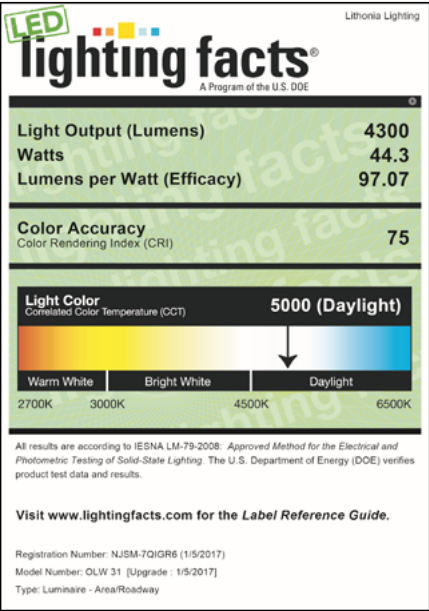 LED
Lithonia Lighting
lighting facts®
A Program of the U.S. DOE
Light Output (Lumens) 4300
Watts 44.3
Lumens per Watt (Efficacy) 97.07
Color Accuracy
Color Rendering Index (CRI) 75
Light Color
Correlated Color Temperature (CCT) 5000 (Daylight)
Warm White Bright White Daylight
2700K 3000K 4500K 6500K
All results are according to IESNA LM-79-2008: Approved Method for the Electrical and
Photometric Testing of Solid-State Lighting. The U.S. Department of Energy (DOE) verifies
product test data and results.
Visit www.lightingfacts.com for the Label Reference Guide.
Registration Number: NJSM-7QIGR6 (1/5/2017)
Model Number: OLW 31 [Upgrade : 1/5/2017]
Type: Luminaire - Area/Roadway